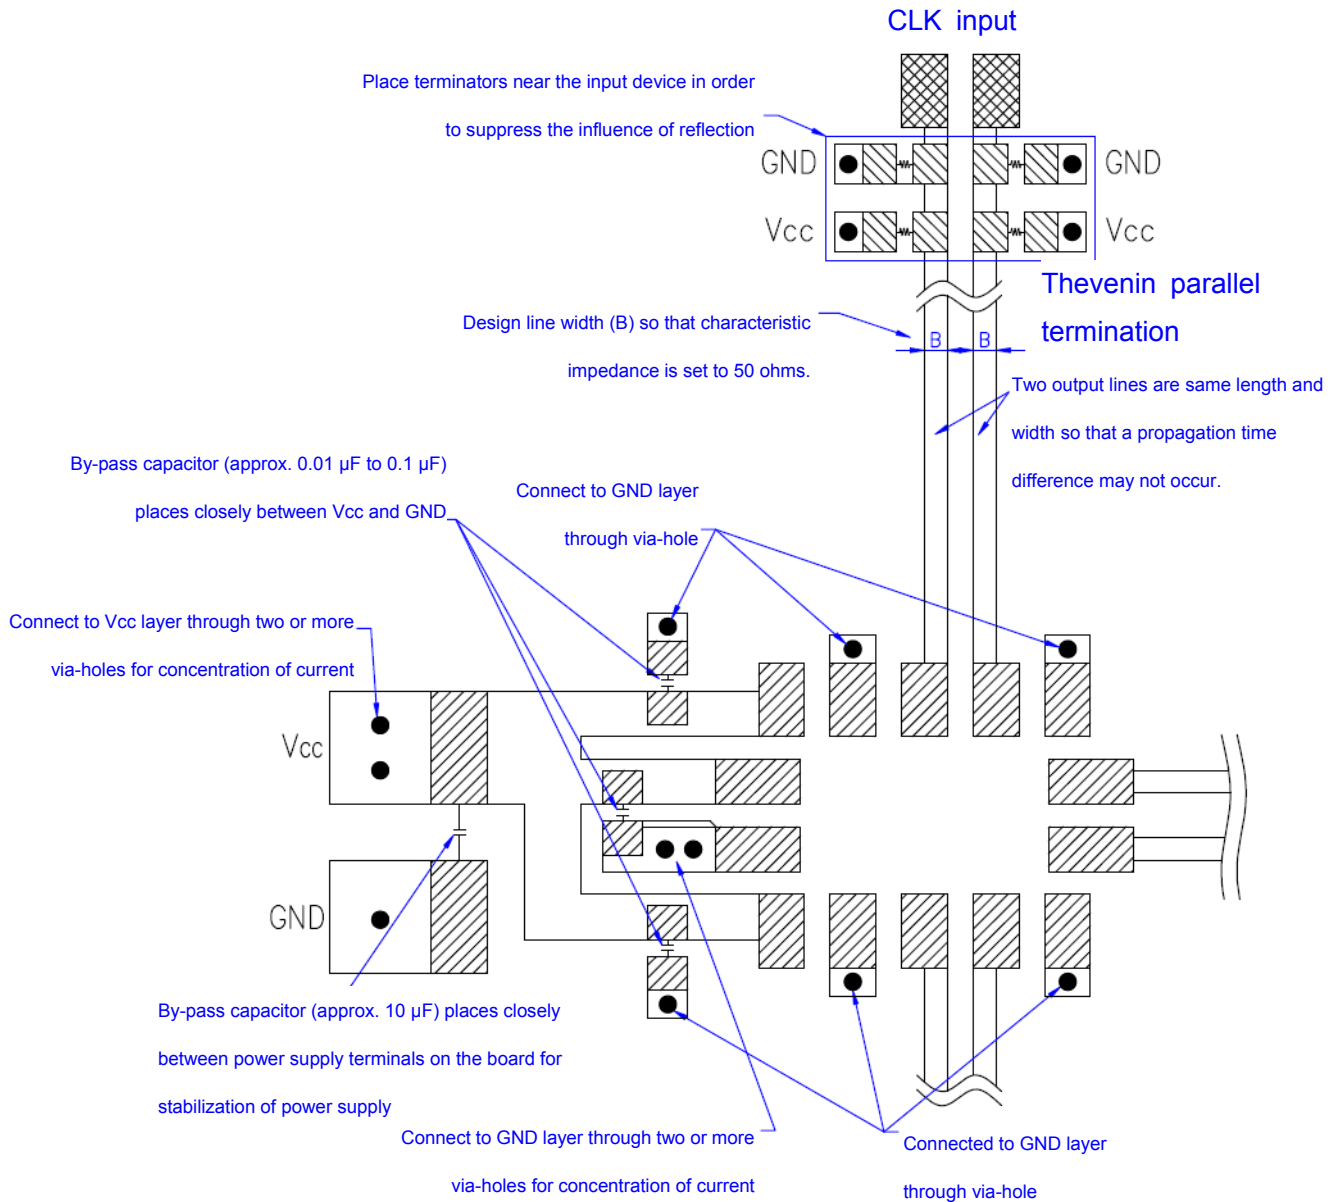 CLK input
Place terminators near the input device in order
to suppress the influence of reflection
GND
GND
Vcc
Vcc
Thevenin parallel
termination
Design line width (B) so that characteristic
impedance is set to 50 ohms.
B
B
Two output lines are same length and
width so that a propagation time
difference may not occur.
By-pass capacitor (approx. 0.01 µF to 0.1 µF)
places closely between Vcc and GND
Connect to GND layer
through via-hole
Connect to Vcc layer through two or more
via-holes for concentration of current
Vcc
GND
By-pass capacitor (approx. 10 µF) places closely
between power supply terminals on the board for
stabilization of power supply
Connect to GND layer through two or more
via-holes for concentration of current
Connected to GND layer
through via-hole